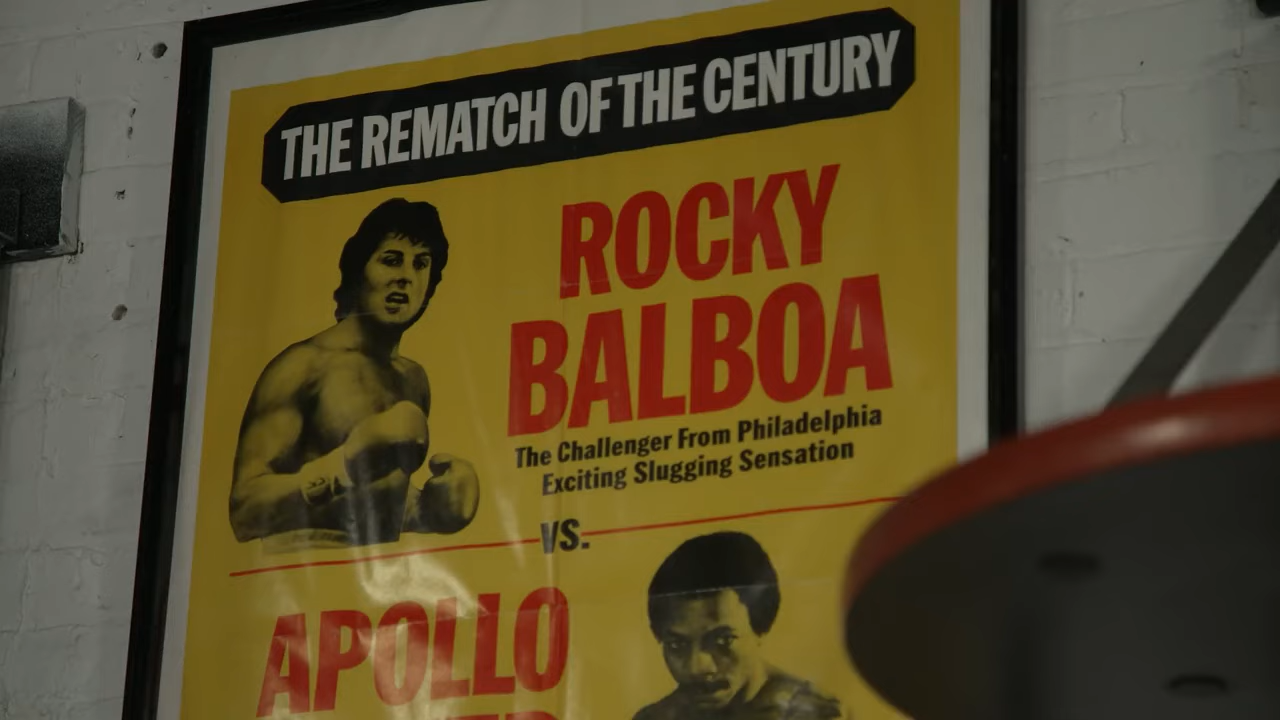 THE REMATCH OF THE CENTURY
ROCKY
BALBOA
The Challenger From Philadelphia
Exciting Slugging Sensation
VS.
APOLLO